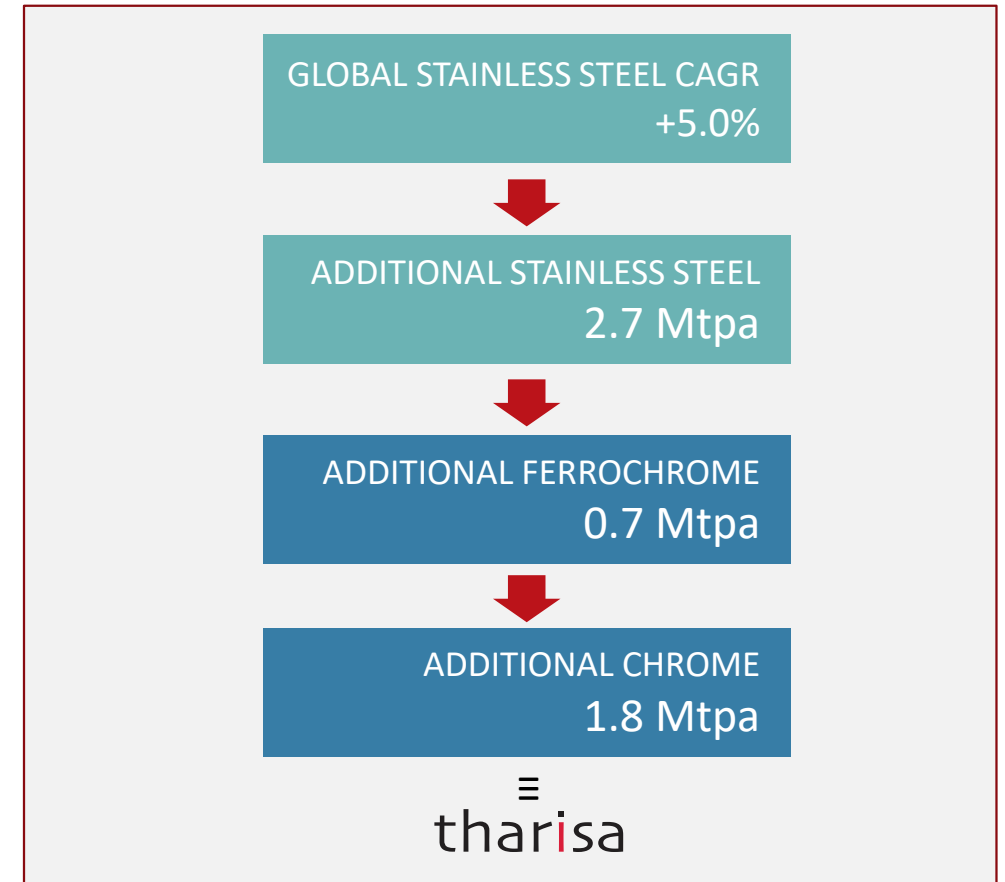 GLOBAL STAINLESS STEEL CAGR
+5.0%
ADDITIONAL STAINLESS STEEL
2.7 Mtpa
ADDITIONAL FERROCHROME
0.7 Mtpa
ADDITIONAL CHROME
1.8 Mtpa
≡
tharisa